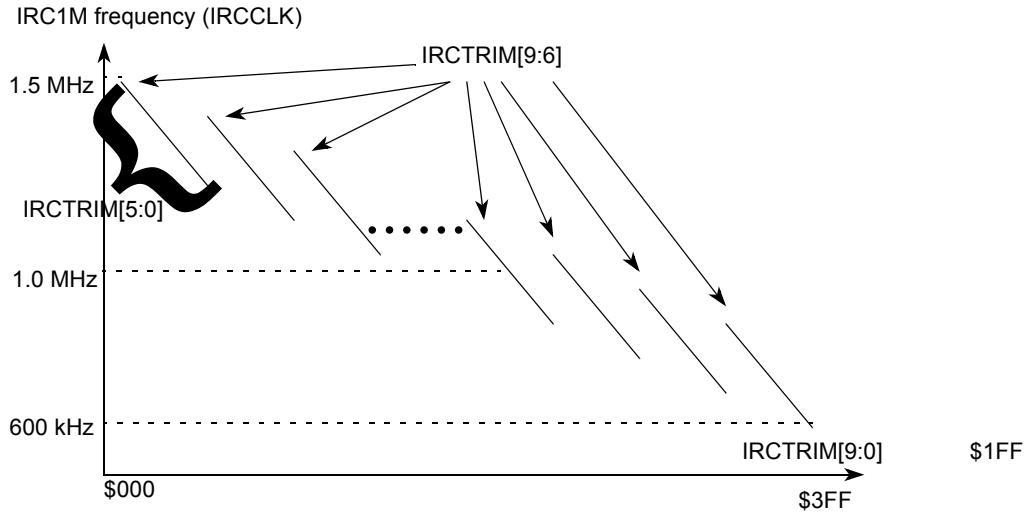 IRC1M frequency (IRCCLK)
IRCTRIM[9:6]
1.5 MHz
IRCTRIM[5:0]
1.0 MHz
600 kHz
IRCTRIM[9:0]
$1FF
$000
$3FF